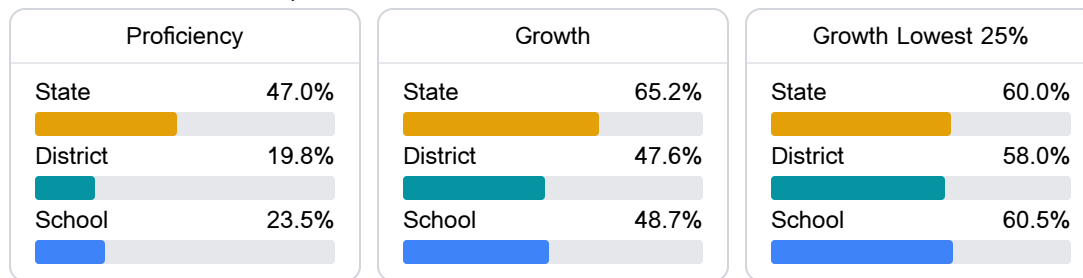 Proficiency
State 47.0%
District 19.8%
School 23.5%
Growth
State 65.2%
District 47.6%
School 48.7%
Growth Lowest 25%
State 60.0%
District 58.0%
School 60.5%